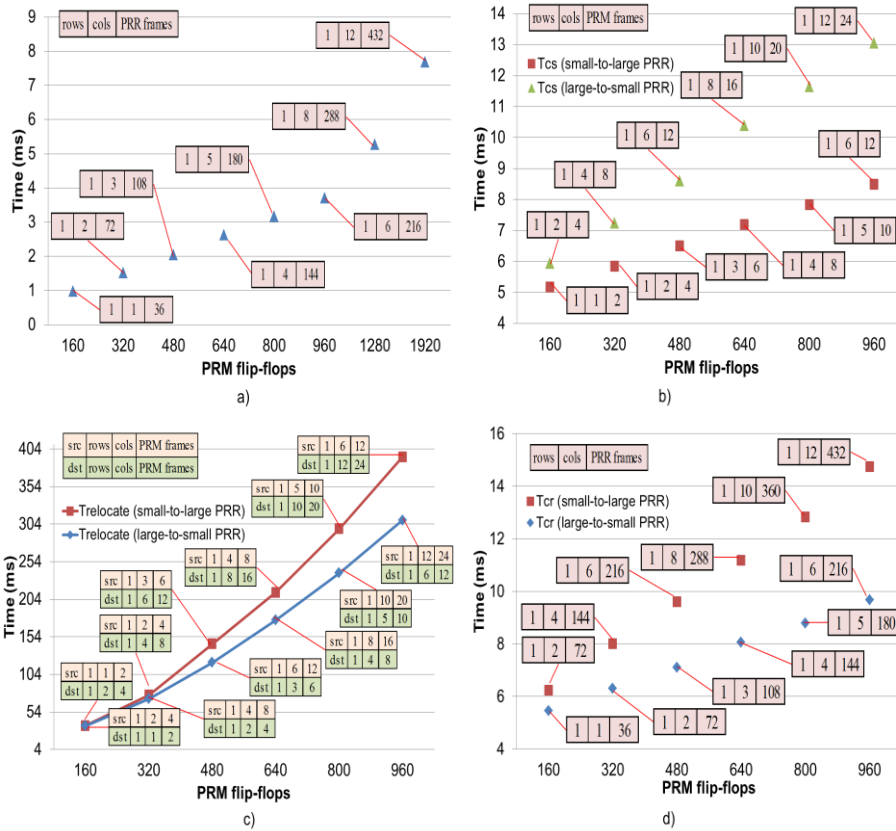 9
8
7
6
5
4
3
2
1
0
Time (ms)
rows cols PRR frames
1 12 432
1 8 288
1 5 180
1 3 108
1 2 72
1 6 216
1 4 144
1 1 36
160 320 480 640 800 960 1280 1920
PRM flip-flops
a)
14
13
12
11
10
9
8
7
6
5
4
Time (ms)
rows cols PRM frames
Tcs (small-to-large PRR)
Tcs (large-to-small PRR)
1 12 24
1 10 20
1 8 16
1 6 12
1 6 12
1 4 8
1 2 4
1 5 10
1 4 8
1 3 6
1 2 4
1 1 2
160 320 480 640 800 960
PRM flip-flops
b)
404
354
304
254
204
154
104
54
4
Time (ms)
src rows cols PRM frames
dst rows cols PRM frames
Trelocate (small-to-large PRR)
Trelocate (large-to-small PRR)
src 1 6 12
dst 1 12 24
src 1 5 10
dst 1 10 20
src 1 4 8
dst 1 8 16
src 1 3 6
dst 1 6 12
src 1 2 4
dst 1 4 8
src 1 1 2
dst 1 2 4
src 1 12 24
dst 1 6 12
src 1 10 20
dst 1 5 10
src 1 8 16
dst 1 4 8
src 1 6 12
dst 1 3 6
src 1 4 8
dst 1 2 4
src 1 2 4
dst 1 1 2
160 320 480 640 800 960
PRM flip-flops
c)
16
14
12
10
8
6
4
Time (ms)
rows cols PRR frames
Tcr (small-to-large PRR)
Tcr (large-to-small PRR)
1 12 432
1 10 360
1 8 288
1 6 216
1 6 216
1 4 144
1 2 72
1 5 180
1 4 144
1 3 108
1 2 72
1 1 36
160 320 480 640 800 960
PRM flip-flops
d)